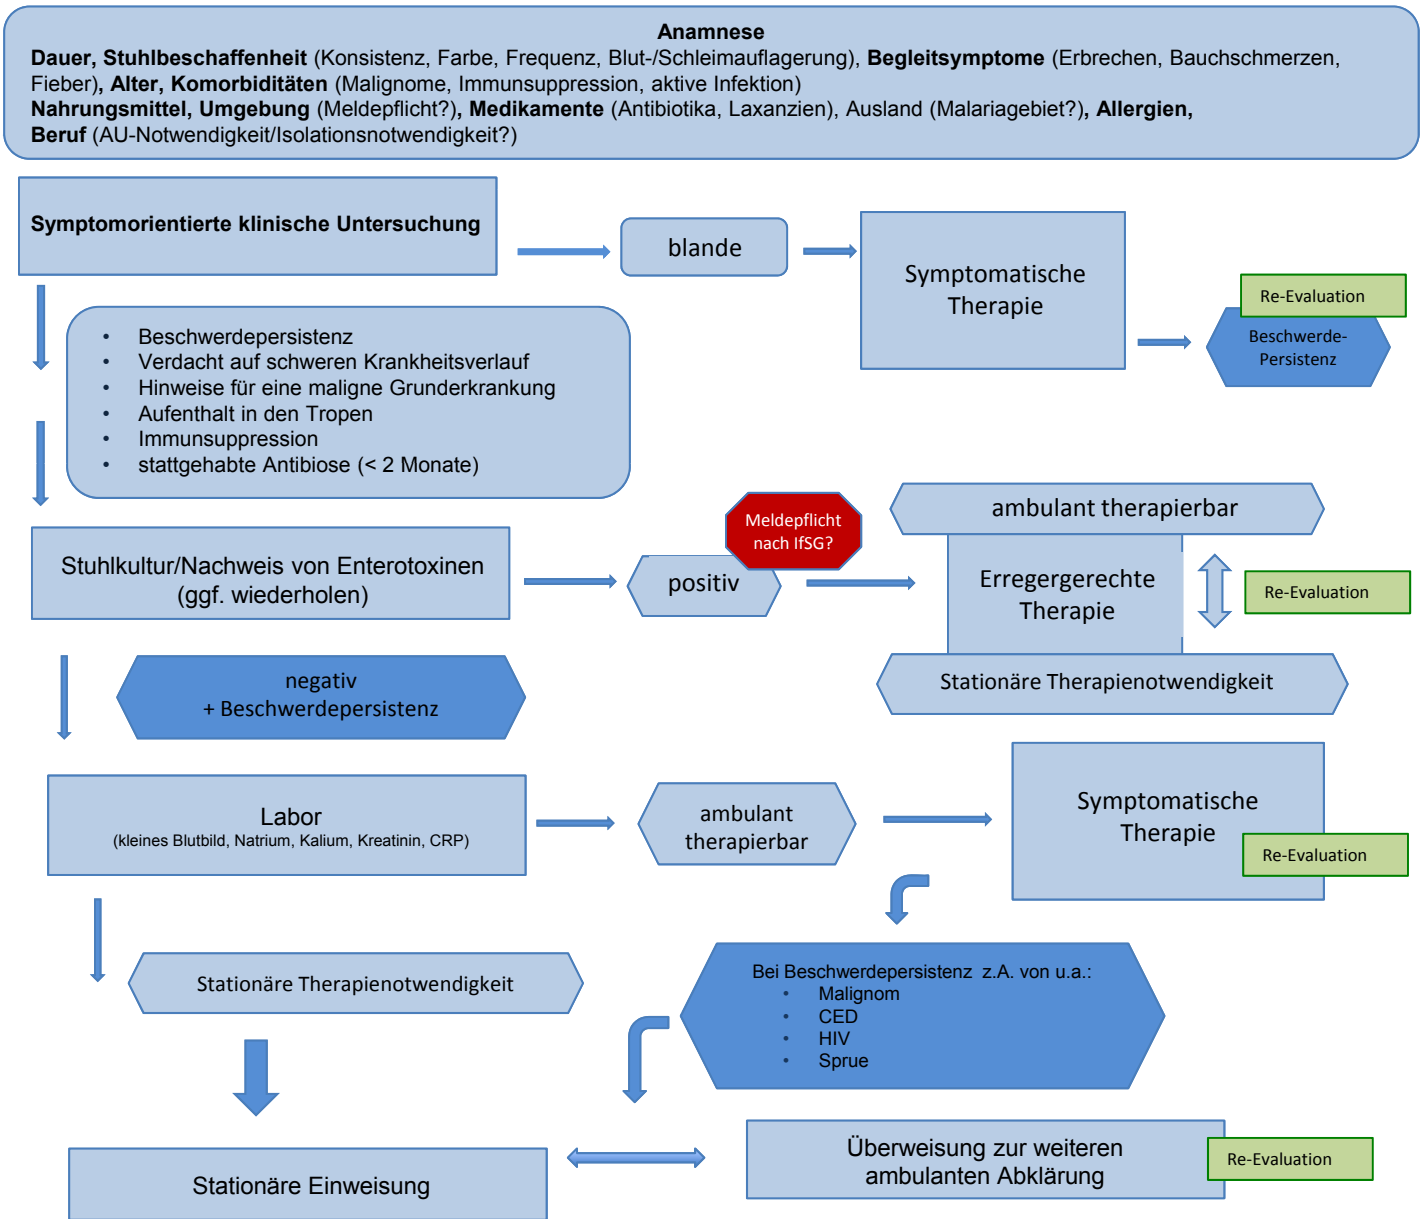 Anamnese
Dauer, Stuhlbeschaffenheit (Konsistenz, Farbe, Frequenz, Blut-/Schleimauflagerung), Begleitsymptome (Erbrechen, Bauchschmerzen,
Fieber), Alter, Komorbiditäten (Malignome, Immunsuppression, aktive Infektion)
Nahrungsmittel, Umgebung (Meldepflicht?), Medikamente (Antibiotika, Laxanzien), Ausland (Malariagebiet?), Allergien,
Beruf (AU-Notwendigkeit/Isolationsnotwendigkeit?)
Symptomorientierte klinische Untersuchung
blande
Symptomatische
Therapie
Re-Evaluation
Beschwerde-
Persistenz
• Beschwerdepersistenz
• Verdacht auf schweren Krankheitsverlauf
• Hinweise für eine maligne Grunderkrankung
• Aufenthalt in den Tropen
• Immunsuppression
• stattgehabte Antibiose (< 2 Monate)
Stuhlkultur/Nachweis von Enterotoxinen
(ggf. wiederholen)
Meldepflicht
nach IfSG?
positiv
ambulant therapierbar
Erregergerechte
Therapie
Re-Evaluation
Stationäre Therapienotwendigkeit
negativ
+ Beschwerdepersistenz
Labor
(kleines Blutbild, Natrium, Kalium, Kreatinin, CRP)
ambulant
therapierbar
Symptomatische
Therapie
Re-Evaluation
Stationäre Therapienotwendigkeit
Bei Beschwerdepersistenz z.A. von u.a.:
• Malignom
• CED
• HIV
• Sprue
Stationäre Einweisung
Überweisung zur weiteren
ambulanten Abklärung
Re-Evaluation